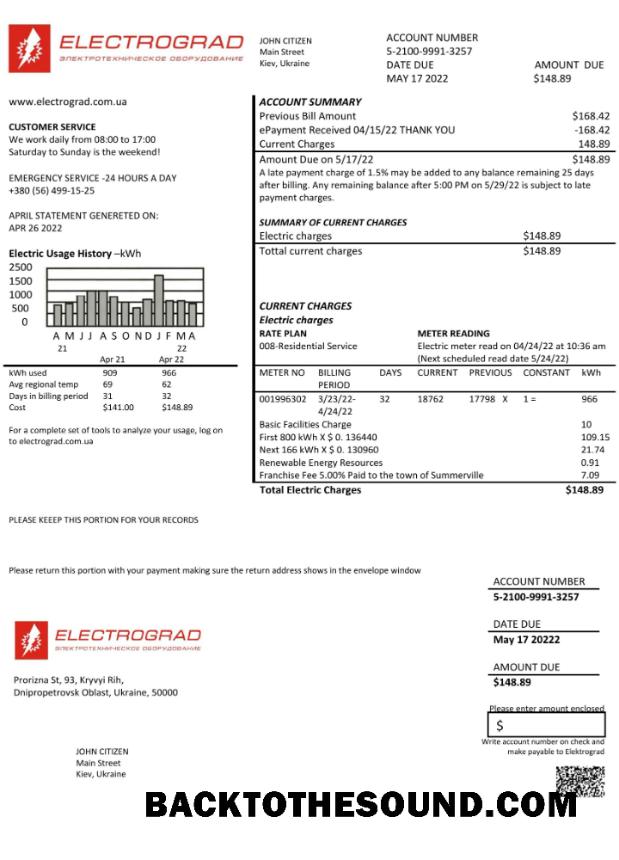 ELECTROGRAD
ЭЛЕКТРОТЕХНИЧЕСКОЕ ОБОРУДОВАНИЕ
JOHN CITIZEN
Main Street
Kiev, Ukraine
ACCOUNT NUMBER
5-2100-9991-3257
DATE DUE AMOUNT DUE
MAY 17 2022 $148.89
www.electrograd.com.ua
CUSTOMER SERVICE
We work daily from 08:00 to 17:00
Saturday to Sunday is the weekend!
EMERGENCY SERVICE -24 HOURS A DAY
+380 (56) 499-15-25
APRIL STATEMENT GENERETED ON:
APR 26 2022
Electric Usage History –kWh
2500
1500
1000
500
0
A M J J A S O N D J F M A
21 22
Apr 21 Apr 22
kWh used 909 966
Avg regional temp 69 62
Days in billing period 31 32
Cost $141.00 $148.89
For a complete set of tools to analyze your usage, log on
to electrograd.com.ua
ACCOUNT SUMMARY
Previous Bill Amount $168.42
ePayment Received 04/15/22 THANK YOU -168.42
Current Charges 148.89
Amount Due on 5/17/22 $148.89
A late payment charge of 1.5% may be added to any balance remaining 25 days
after billing. Any remaining balance after 5:00 PM on 5/29/22 is subject to late
payment charges.
SUMMARY OF CURRENT CHARGES
Electric charges $148.89
Tottal current charges $148.89
CURRENT CHARGES
Electric charges
RATE PLAN METER READING
008-Residential Service Electric meter read on 04/24/22 at 10:36 am
(Next scheduled read date 5/24/22)
METER NO BILLING DAYS CURRENT PREVIOUS CONSTANT kWh
PERIOD
001996302 3/23/22- 32 18762 17798 X 1 = 966
4/24/22
Basic Facilities Charge 10
First 800 kWh X $ 0. 136440 109.15
Next 166 kWh X $ 0. 130960 21.74
Renewable Energy Resources 0.91
Franchise Fee 5.00% Paid to the town of Summerville 7.09
Total Electric Charges $148.89
PLEASE KEEEP THIS PORTION FOR YOUR RECORDS
Please return this portion with your payment making sure the return address shows in the envelope window
ACCOUNT NUMBER
5-2100-9991-3257
DATE DUE
May 17 20222
AMOUNT DUE
$148.89
Please enter amount enclosed
$
Write account number on check and
make payable to Elektrograd
ELECTROGRAD
ЭЛЕКТРОТЕХНИЧЕСКОЕ ОБОРУДОВАНИЕ
Prorizna St, 93, Kryvyi Rih,
Dnipropetrovsk Oblast, Ukraine, 50000
JOHN CITIZEN
Main Street
Kiev, Ukraine
BACKTOTHESOUND.COM